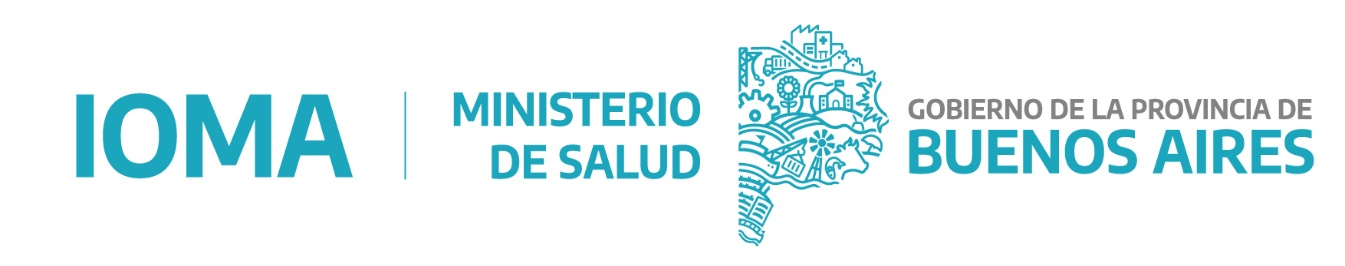 IOMA
MINISTERIO
DE SALUD
GOBIERNO DE LA PROVINCIA DE
BUENOS AIRES